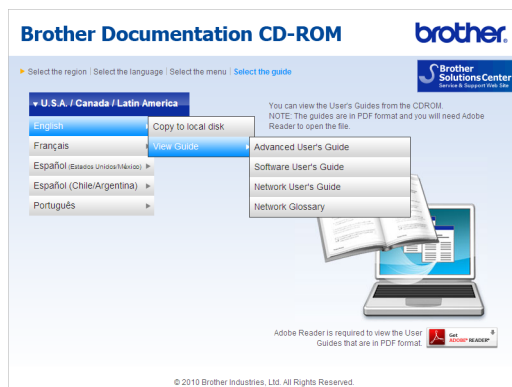 Brother Documentation CD-ROM
brother.
Select the region | Select the language | Select the menu | Select the guide
Brother
SolutionsCenter
Service & Support Web Site
U.S.A. / Canada / Latin America
You can view the User's Guides from the CDROM.
NOTE: The guides are in PDF format and you will need Adobe
Reader to open the file.
English
Copy to local disk
Français
View Guide
Advanced User's Guide
Español (Estados Unidos/México)
Software User's Guide
Español (Chile/Argentina)
Network User's Guide
Português
Network Glossary
Adobe Reader is required to view the User
Guides that are in PDF format.
Get
ADOBE® READER®
© 2010 Brother Industries, Ltd. All Rights Reserved.